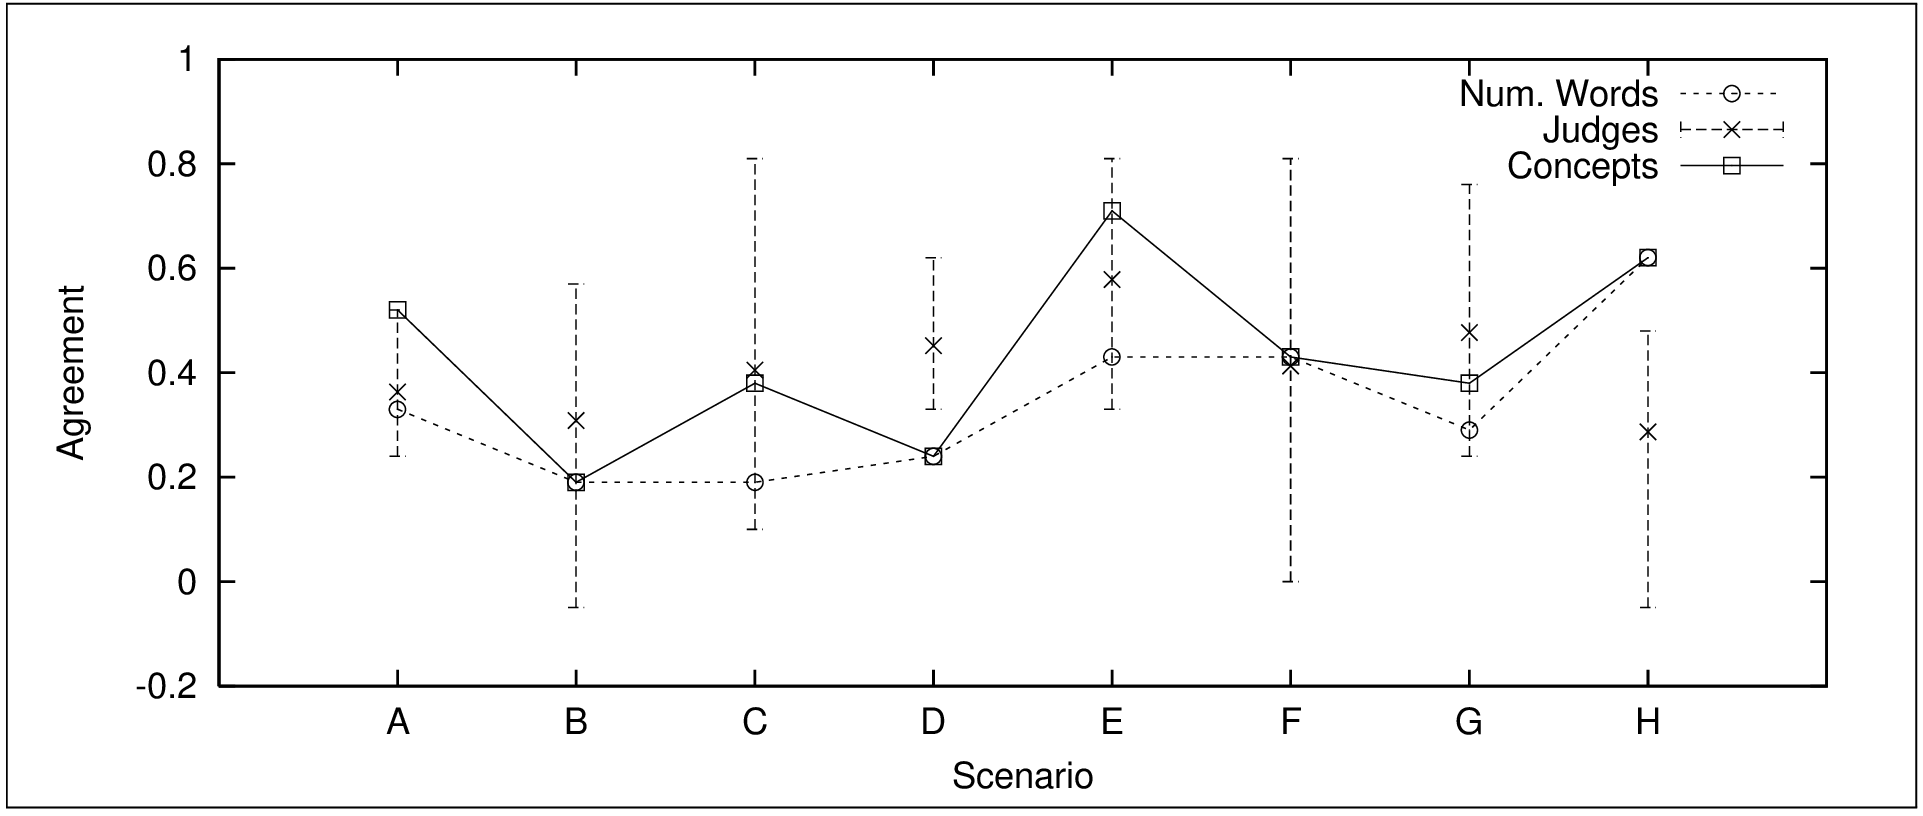 1
0.8
0.6
0.4
0.2
0
-0.2
Agreement
Num. Words
Judges
Concepts
A B C D E F G H
Scenario